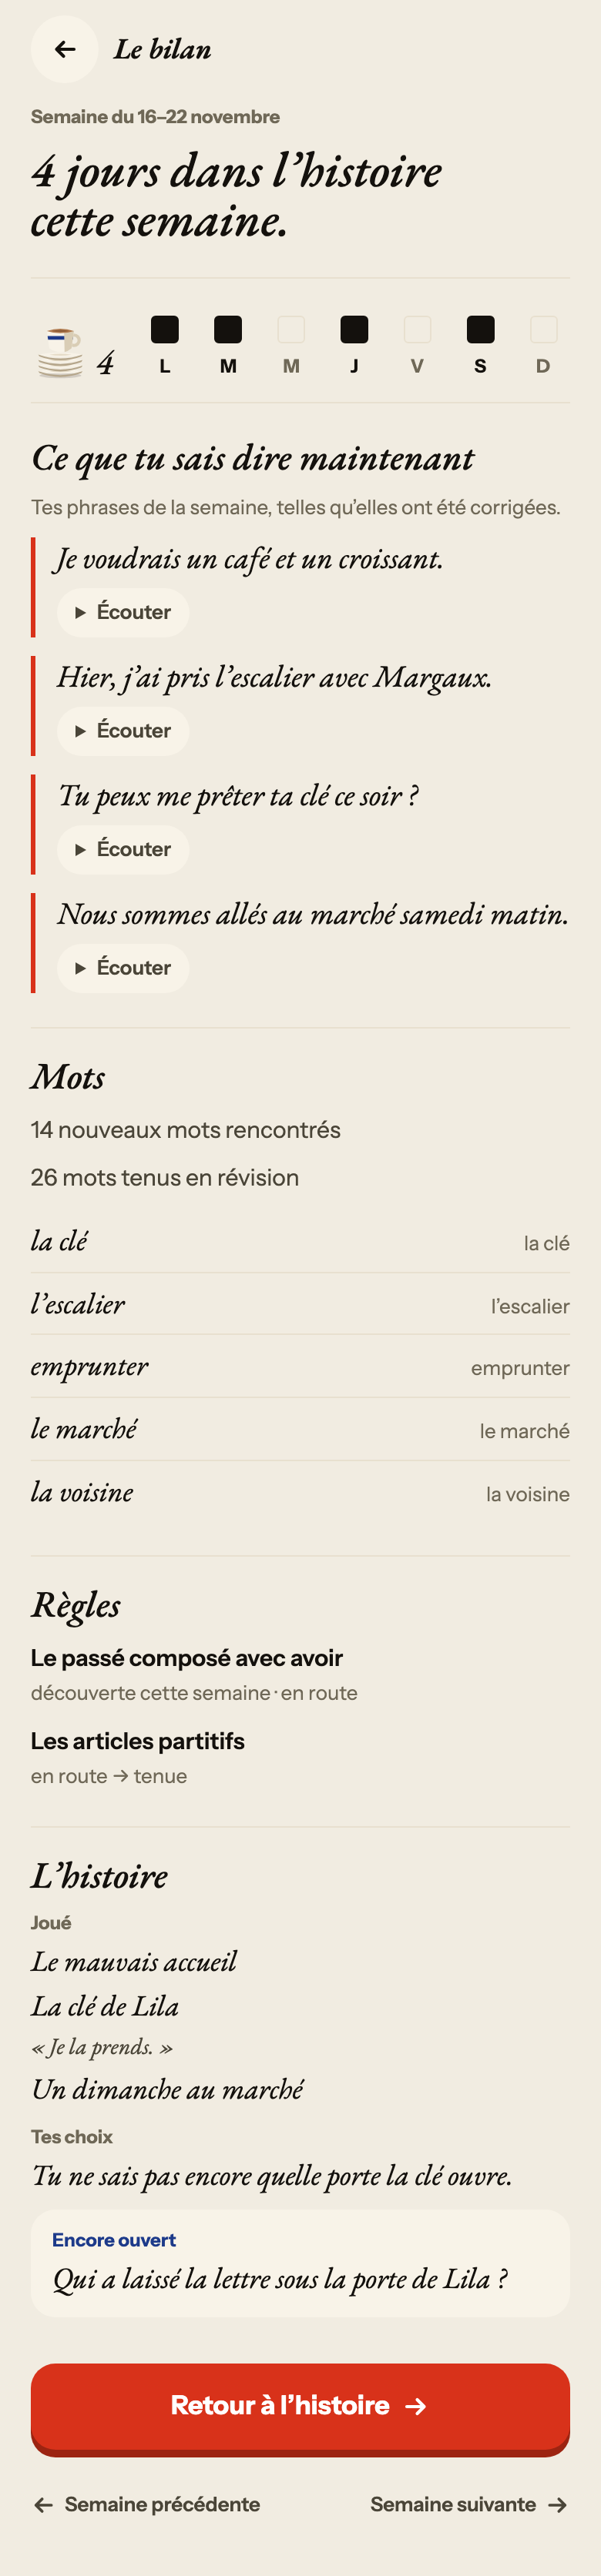 Le bilan
Semaine du 16–22 novembre
4 jours dans l’histoire
cette semaine.
4
L M M J V S D
Ce que tu sais dire maintenant
Tes phrases de la semaine, telles qu’elles ont été corrigées.
Je voudrais un café et un croissant.
Écouter
Hier, j’ai pris l’escalier avec Margaux.
Écouter
Tu peux me prêter ta clé ce soir ?
Écouter
Nous sommes allés au marché samedi matin.
Écouter
Mots
14 nouveaux mots rencontrés
26 mots tenus en révision
la clé la clé
l’escalier l’escalier
emprunter emprunter
le marché le marché
la voisine la voisine
Règles
Le passé composé avec avoir
découverte cette semaine · en route
Les articles partitifs
en route → tenue
L’histoire
Joué
Le mauvais accueil
La clé de Lila
« Je la prends. »
Un dimanche au marché
Tes choix
Tu ne sais pas encore quelle porte la clé ouvre.
Encore ouvert
Qui a laissé la lettre sous la porte de Lila ?
Retour à l’histoire →
← Semaine précédente Semaine suivante →